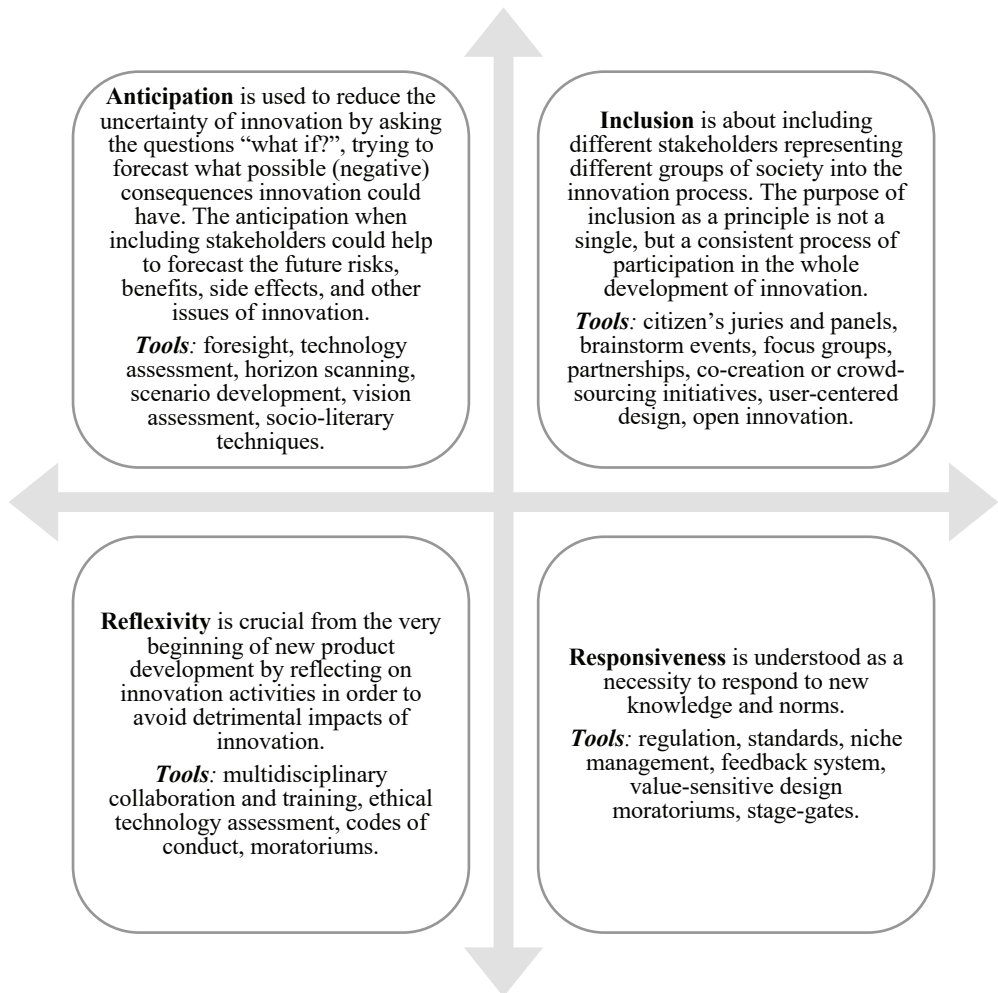 Anticipation is used to reduce the
uncertainty of innovation by asking
the questions “what if?”, trying to
forecast what possible (negative)
consequences innovation could
have. The anticipation when
including stakeholders could help
to forecast the future risks,
benefits, side effects, and other
issues of innovation.
Tools: foresight, technology
assessment, horizon scanning,
scenario development, vision
assessment, socio-literary
techniques.
Inclusion is about including
different stakeholders representing
different groups of society into the
innovation process. The purpose of
inclusion as a principle is not a
single, but a consistent process of
participation in the whole
development of innovation.
Tools: citizen’s juries and panels,
brainstorm events, focus groups,
partnerships, co-creation or crowd-
sourcing initiatives, user-centered
design, open innovation.
Reflexivity is crucial from the very
beginning of new product
development by reflecting on
innovation activities in order to
avoid detrimental impacts of
innovation.
Tools: multidisciplinary
collaboration and training, ethical
technology assessment, codes of
conduct, moratoriums.
Responsiveness is understood as a
necessity to respond to new
knowledge and norms.
Tools: regulation, standards, niche
management, feedback system,
value-sensitive design
moratoriums, stage-gates.